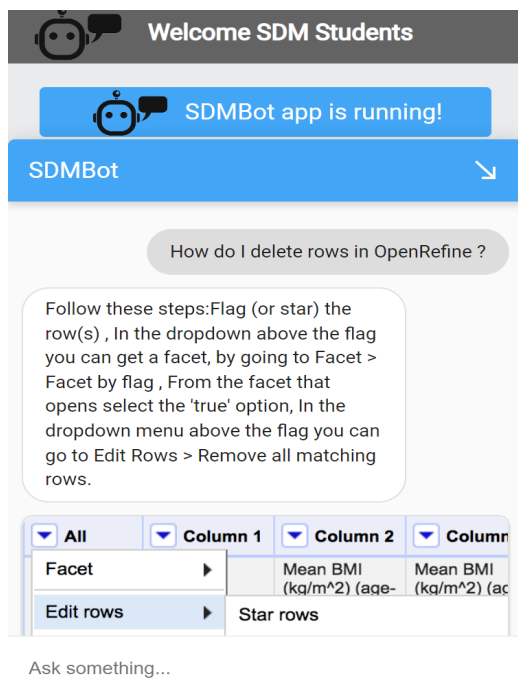 Welcome SDM Students
SDMBot app is running!
SDMBot
How do I delete rows in OpenRefine ?
Follow these steps:Flag (or star) the
row(s) , In the dropdown above the flag
you can get a facet, by going to Facet >
Facet by flag , From the facet that
opens select the 'true' option, In the
dropdown menu above the flag you can
go to Edit Rows > Remove all matching
rows.
All Column 1 Column 2 Column
Facet Mean BMI Mean BMI
(kg/m^2) (age- (kg/m^2) (ag
Edit rows Star rows
Ask something...